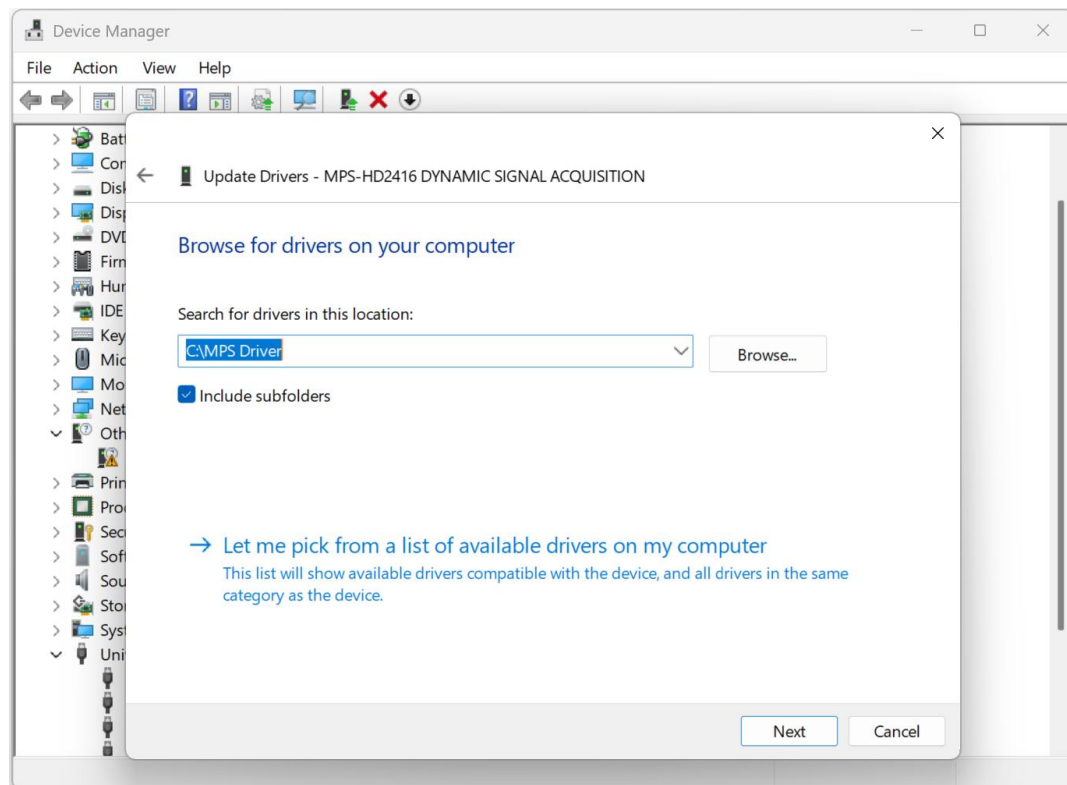 Device Manager
File Action View Help
Update Drivers - MPS-HD2416 DYNAMIC SIGNAL ACQUISITION
Browse for drivers on your computer
Search for drivers in this location:
C:\MPS Driver
Browse...
Include subfolders
Let me pick from a list of available drivers on my computer
This list will show available drivers compatible with the device, and all drivers in the same
category as the device.
Next Cancel